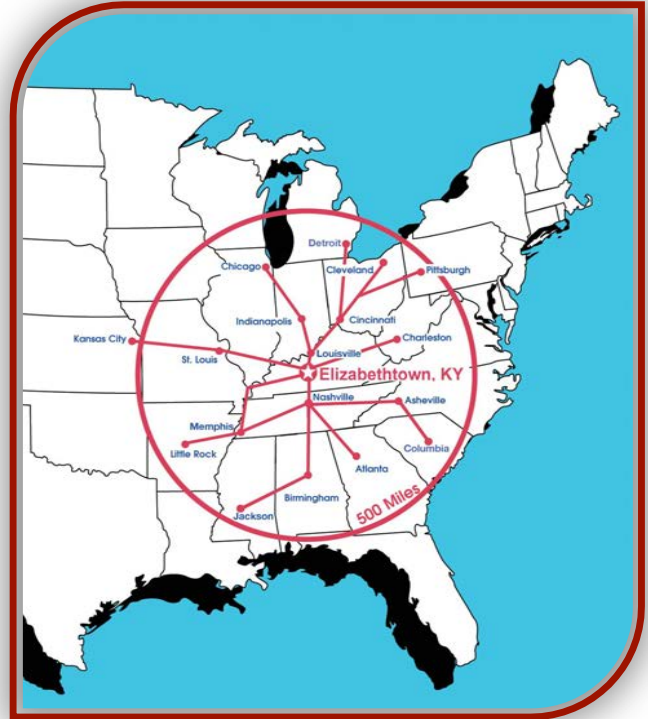 Detroit
Cleveland
Chicago
Pittsburgh
Indianapolis
Cincinnati
Kansas City
Charleston
St. Louis
Louisville
Elizabethtown, KY
Nashville
Asheville
Memphis
Little Rock
Columbia
Atlanta
Birmingham
Jackson
500 Miles